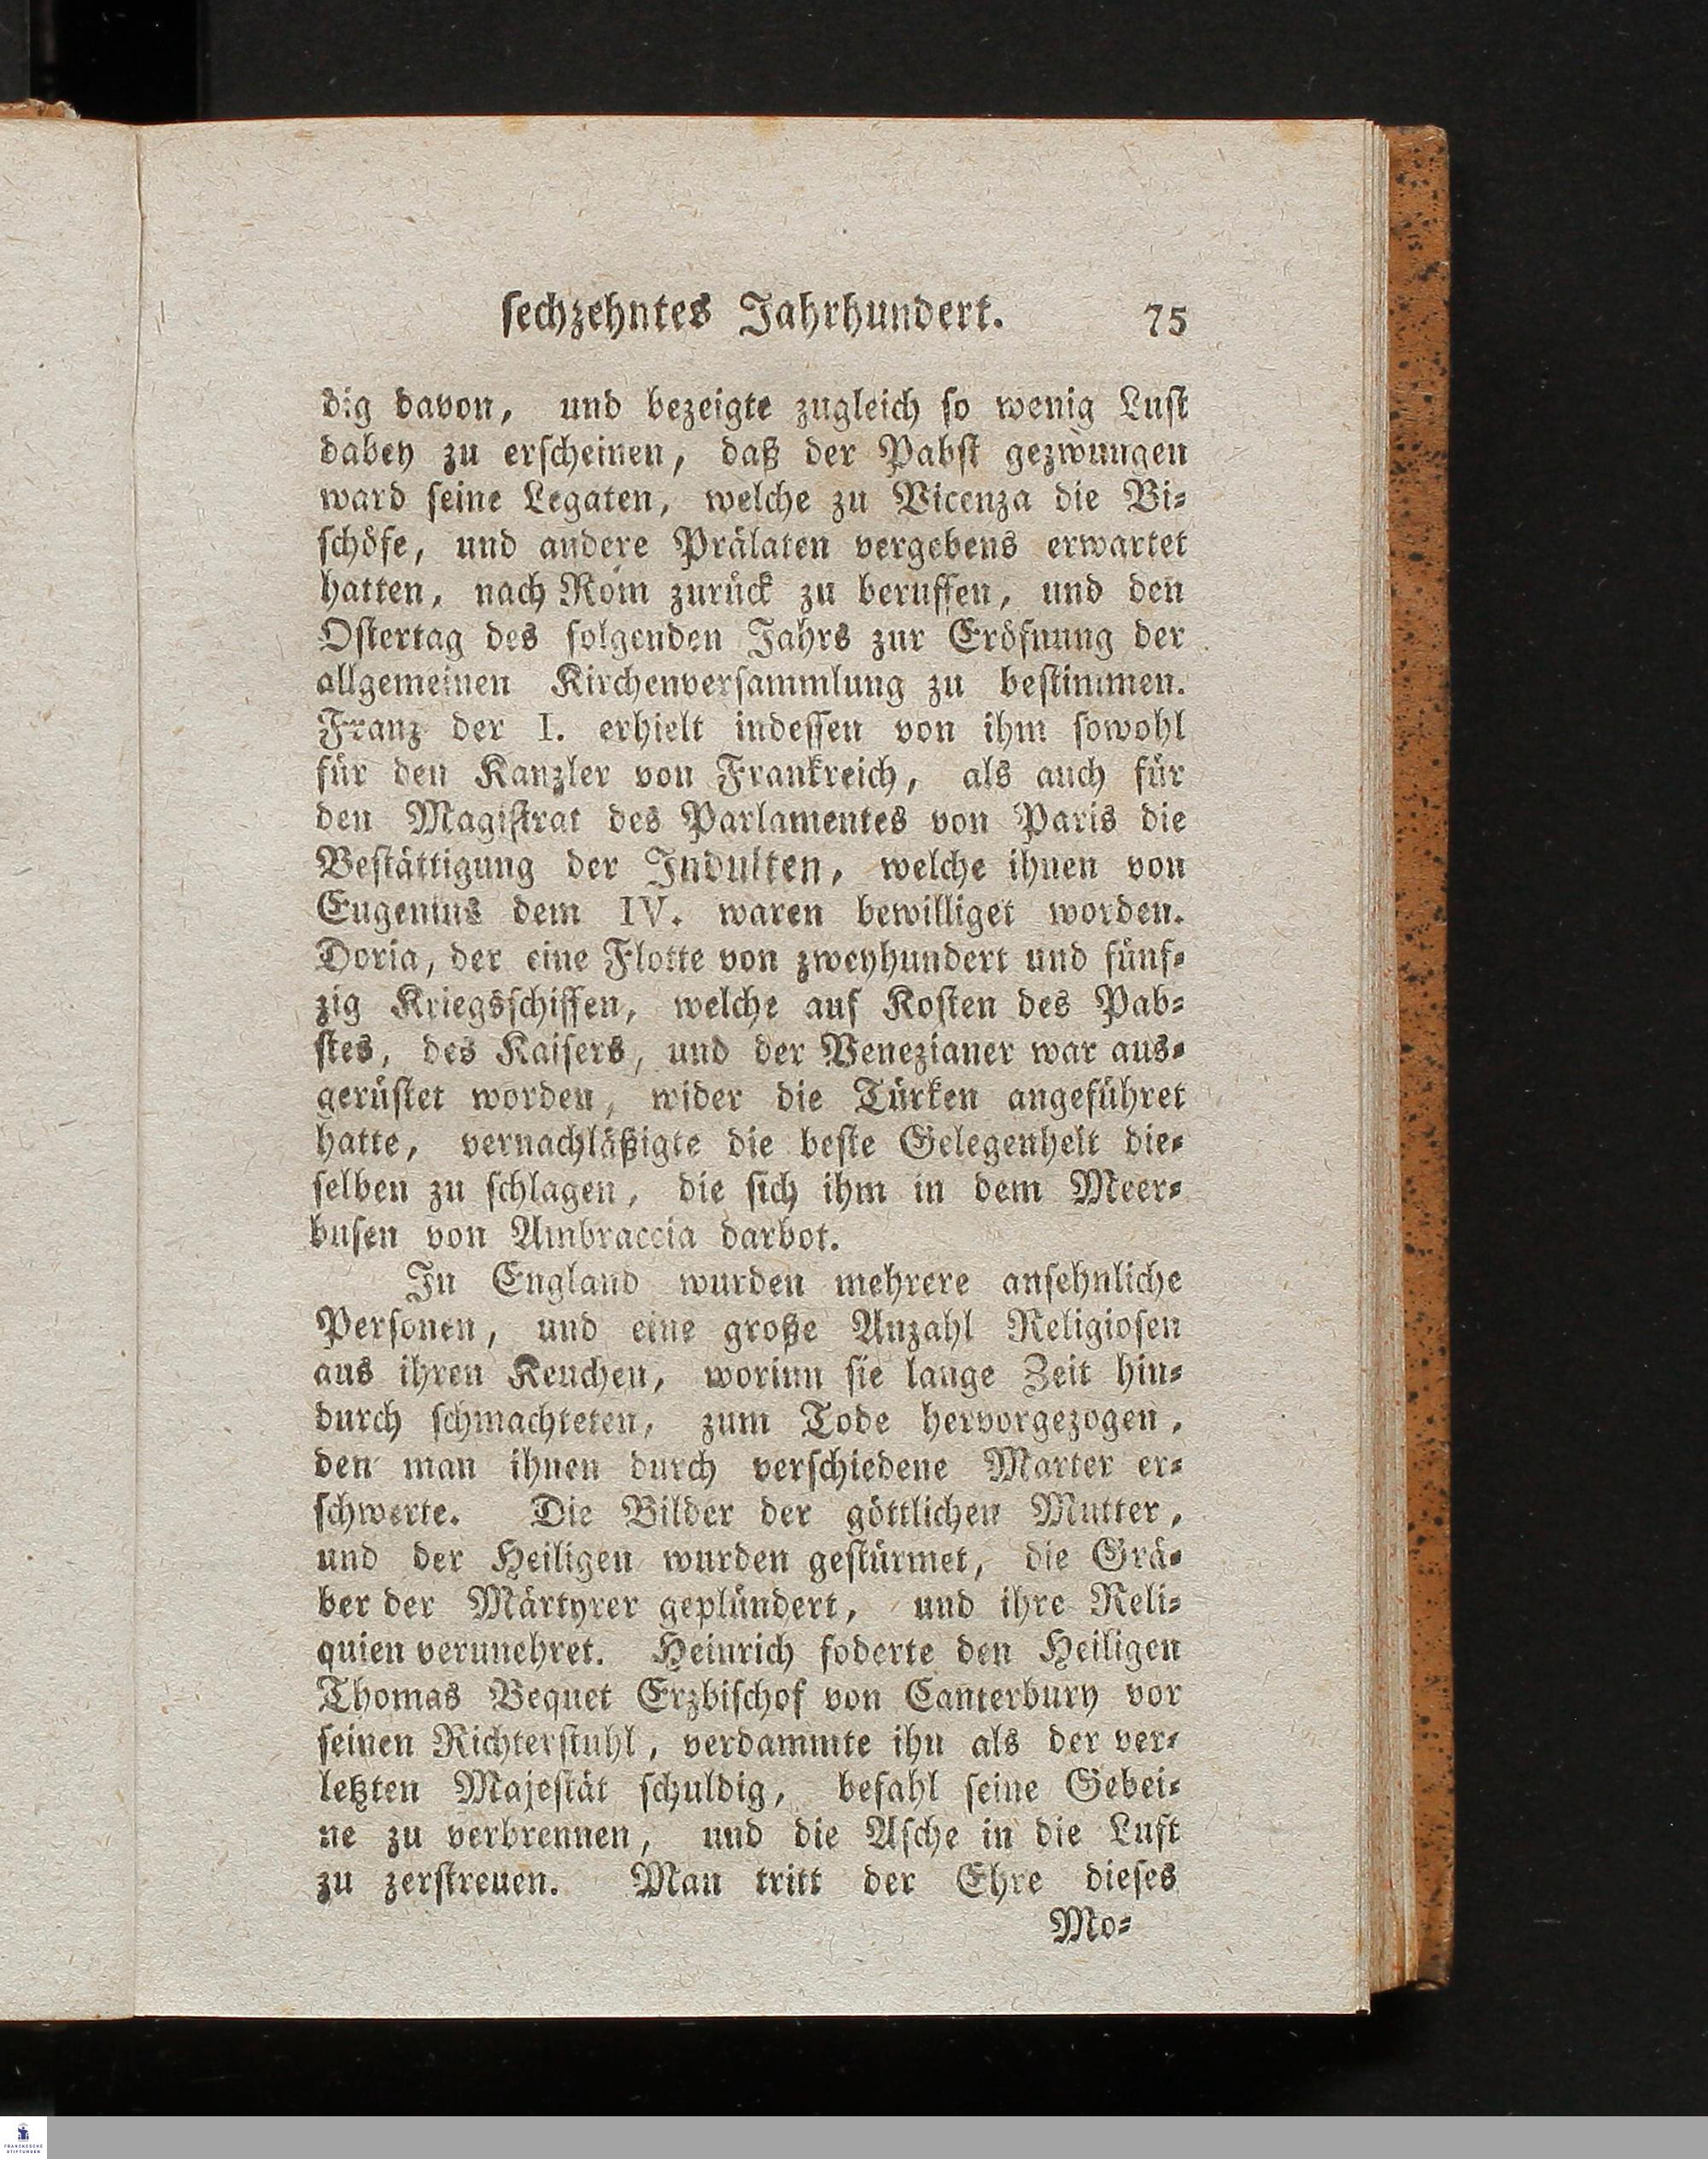 sechzehntes Jahrhundert. 75
dig davon, und bezeigte zugleich so wenig Lust
dabey zu erscheinen, daß der Pabst gezwungen
ward seine Legaten, welche zu Vicenza die Bi-
schöfe, und andere Prälaten vergebens erwartet
hatten, nach Rom zurück zu beruffen, und den
Ostertag des folgenden Jahrs zur Eröfnung der
allgemeinen Kirchenversammlung zu bestimmen.
Franz der I. erhielt indessen von ihm sowohl
für den Kanzler von Frankreich, als auch für
den Magistrat des Parlamentes von Paris die
Bestättigung der Indulten, welche ihnen von
Eugenius dem IV. waren bewilliget worden.
Doria, der eine Flotte von zweyhundert und fünf-
zig Kriegsschiffen, welche auf Kosten des Pab-
stes, des Kaisers, und der Venezianer war aus-
gerüstet worden, wider die Türken angeführet
hatte, vernachläßigte die beste Gelegenheit die-
selben zu schlagen, die sich ihm in dem Meer-
busen von Ambraccia darbot.
In England wurden mehrere ansehnliche
Personen, und eine große Anzahl Religiosen
aus ihren Keuchen, worinn sie lange Zeit hin-
durch schmachteten, zum Tode hervorgezogen,
den man ihnen durch verschiedene Marter er-
schwerte. Die Bilder der göttlichen Mutter,
und der Heiligen wurden gestürmet, die Grä-
ber der Märtyrer geplündert, und ihre Reli-
quien verunehret. Heinrich foderte den Heiligen
Thomas Bequet Erzbischof von Canterbury vor
seinen Richterstuhl, verdammte ihn als der ver-
letzten Majestät schuldig, befahl seine Gebei-
ne zu verbrennen, und die Asche in die Luft
zu zerstreuen. Man tritt der Ehre dieses
Mo-
FRANCKESCHE
STIFTUNGEN